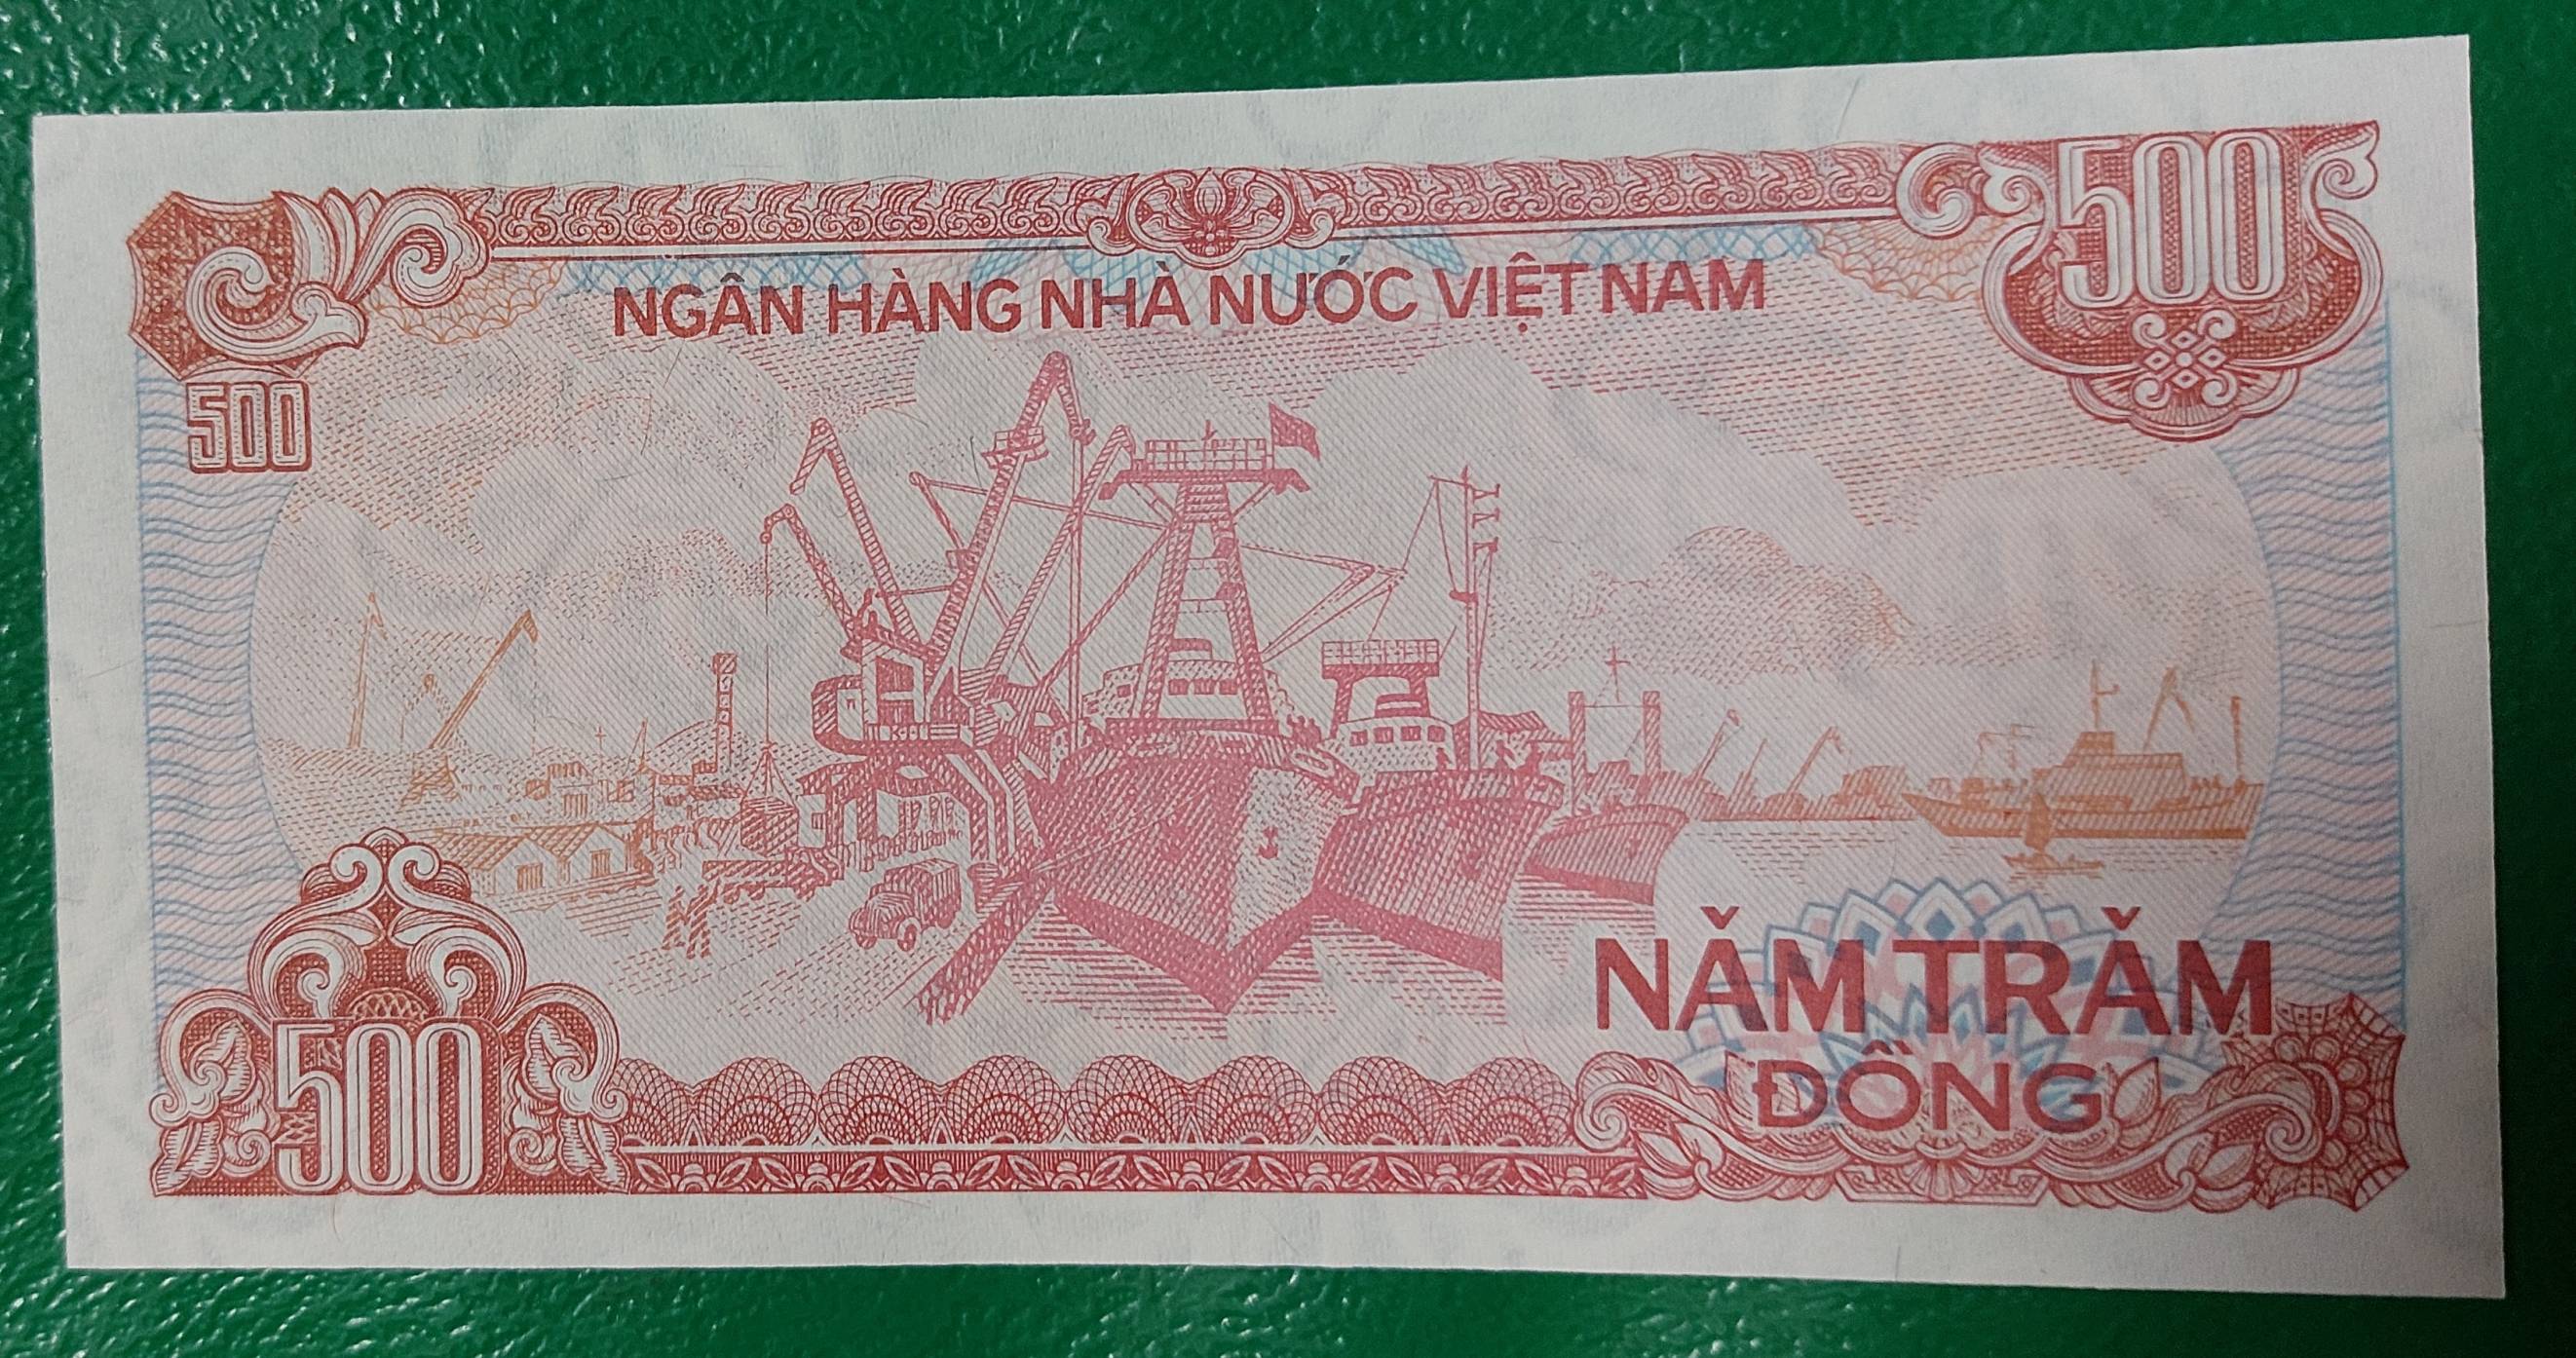 500
NGÂN HÀNG NHÀ NƯỚC VIỆT NAM
500
NĂM TRĂM
ĐỒNG
500